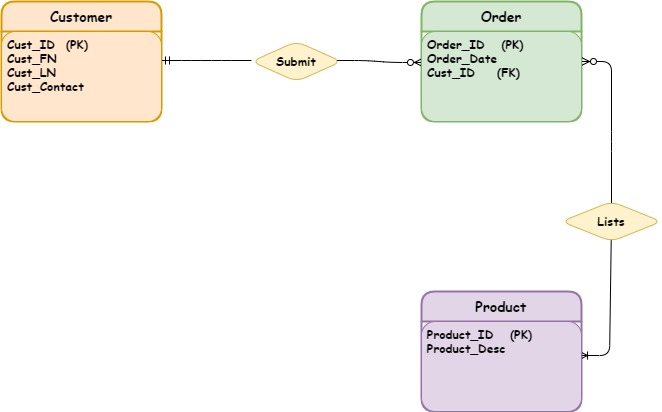 Customer
Cust_ID (PK)
Cust_FN
Cust_LN
Cust_Contact
Submit
Order
Order_ID (PK)
Order_Date
Cust_ID (FK)
Lists
Product
Product_ID (PK)
Product_Desc